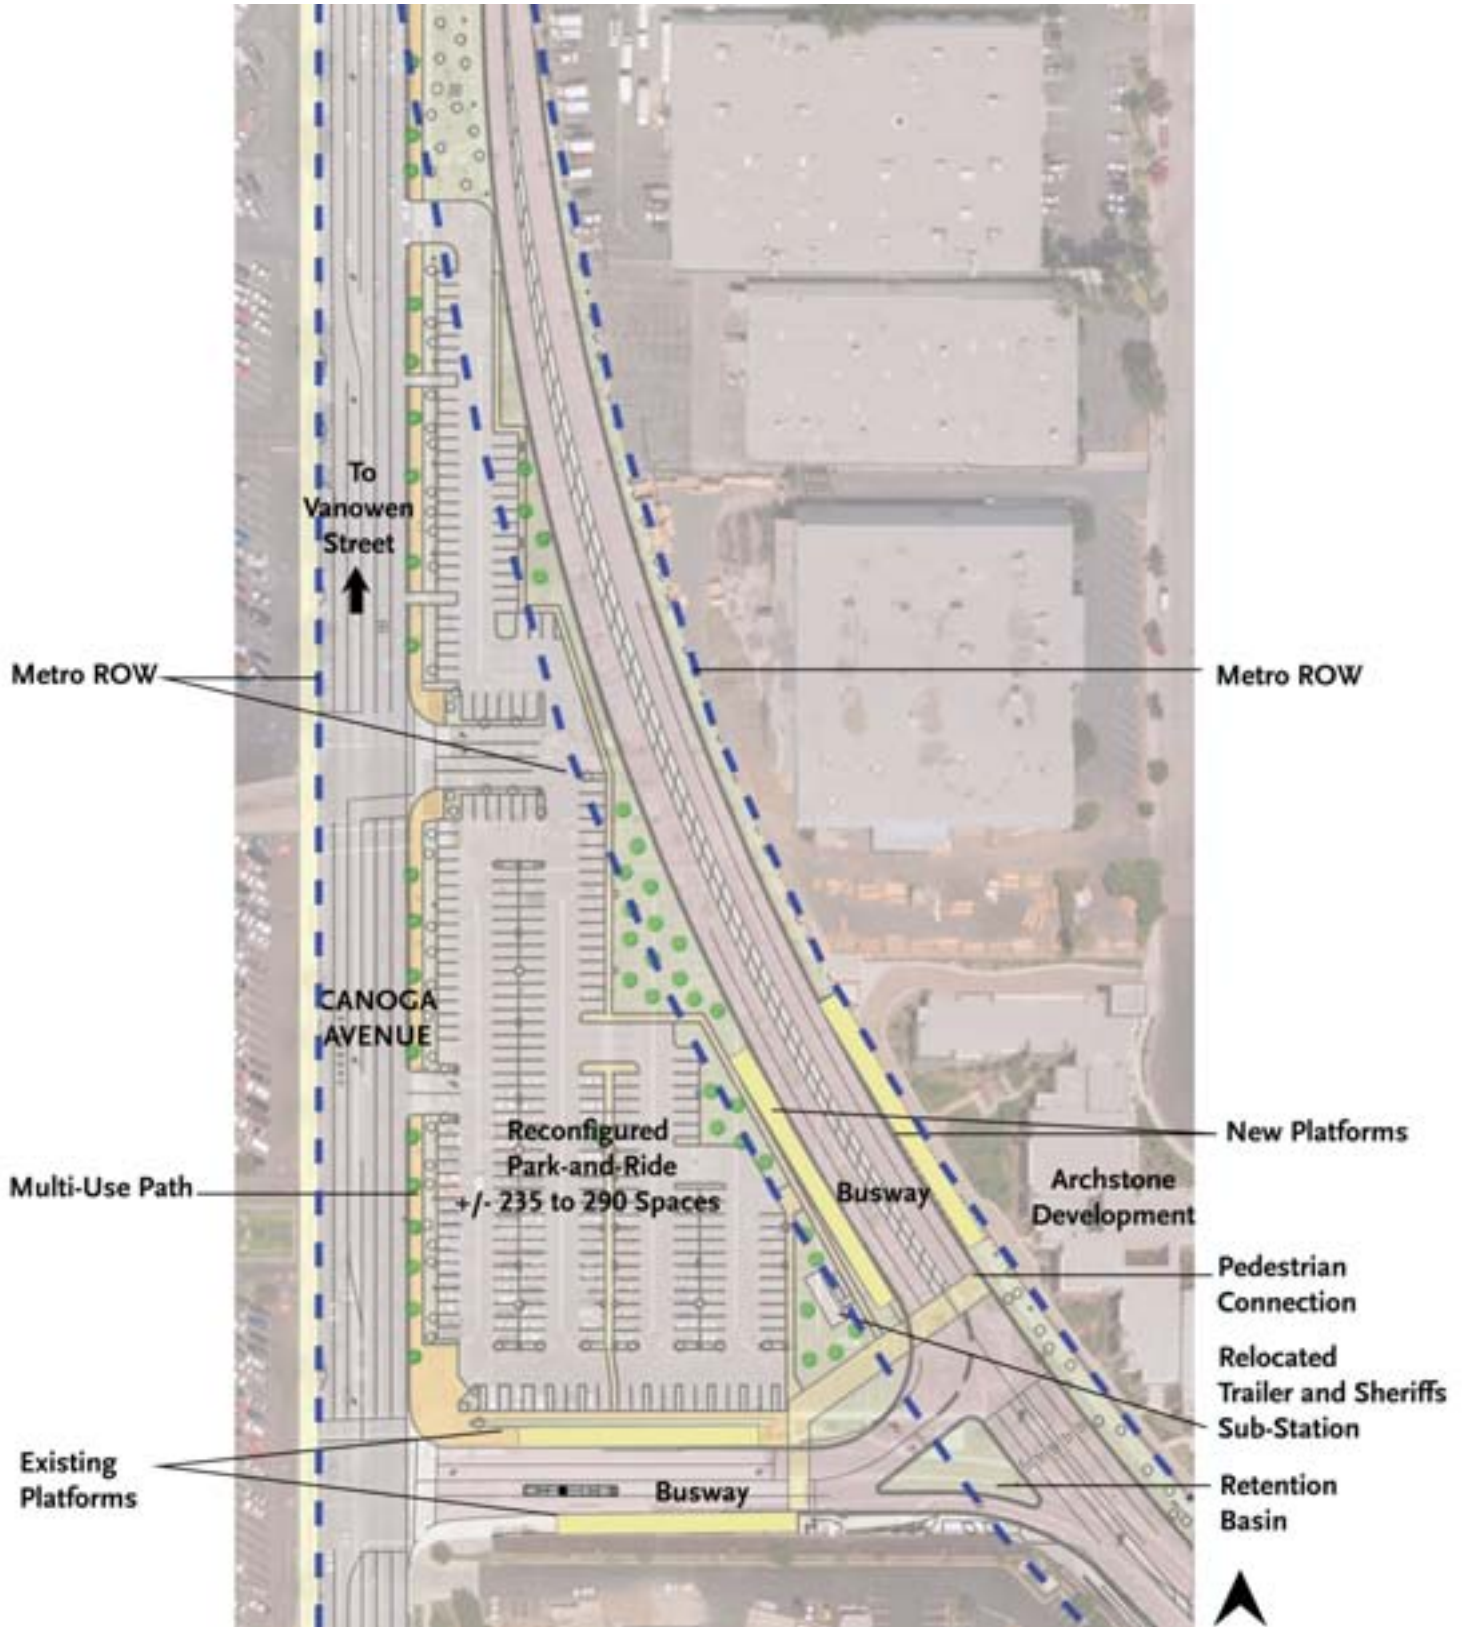 To
Vanowen
Street
Metro ROW
Metro ROW
CANOGA
AVENUE
Reconfigured
Park-and-Ride
+/- 235 to 290 Spaces
Multi-Use Path
New Platforms
Busway
Archstone
Development
Pedestrian
Connection
Relocated
Trailer and Sheriffs
Sub-Station
Existing
Platforms
Busway
Retention
Basin